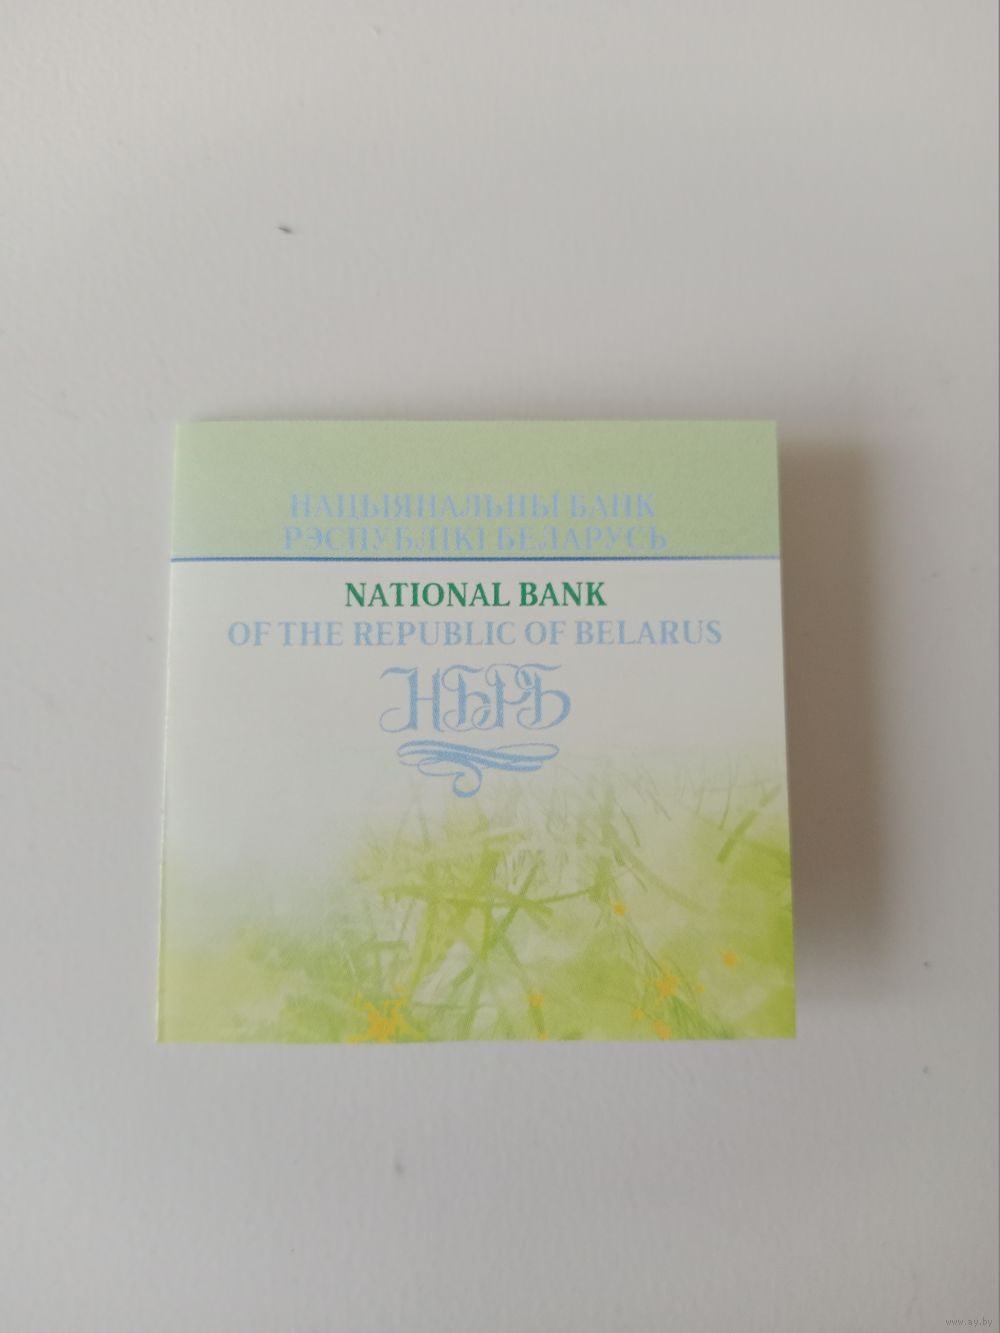 НАЦЫЯНАЛЬНЫ БАНК
РЭСПУБЛІКІ БЕЛАРУСЬ
NATIONAL BANK
OF THE REPUBLIC OF BELARUS
НБРБ
www.ay.by